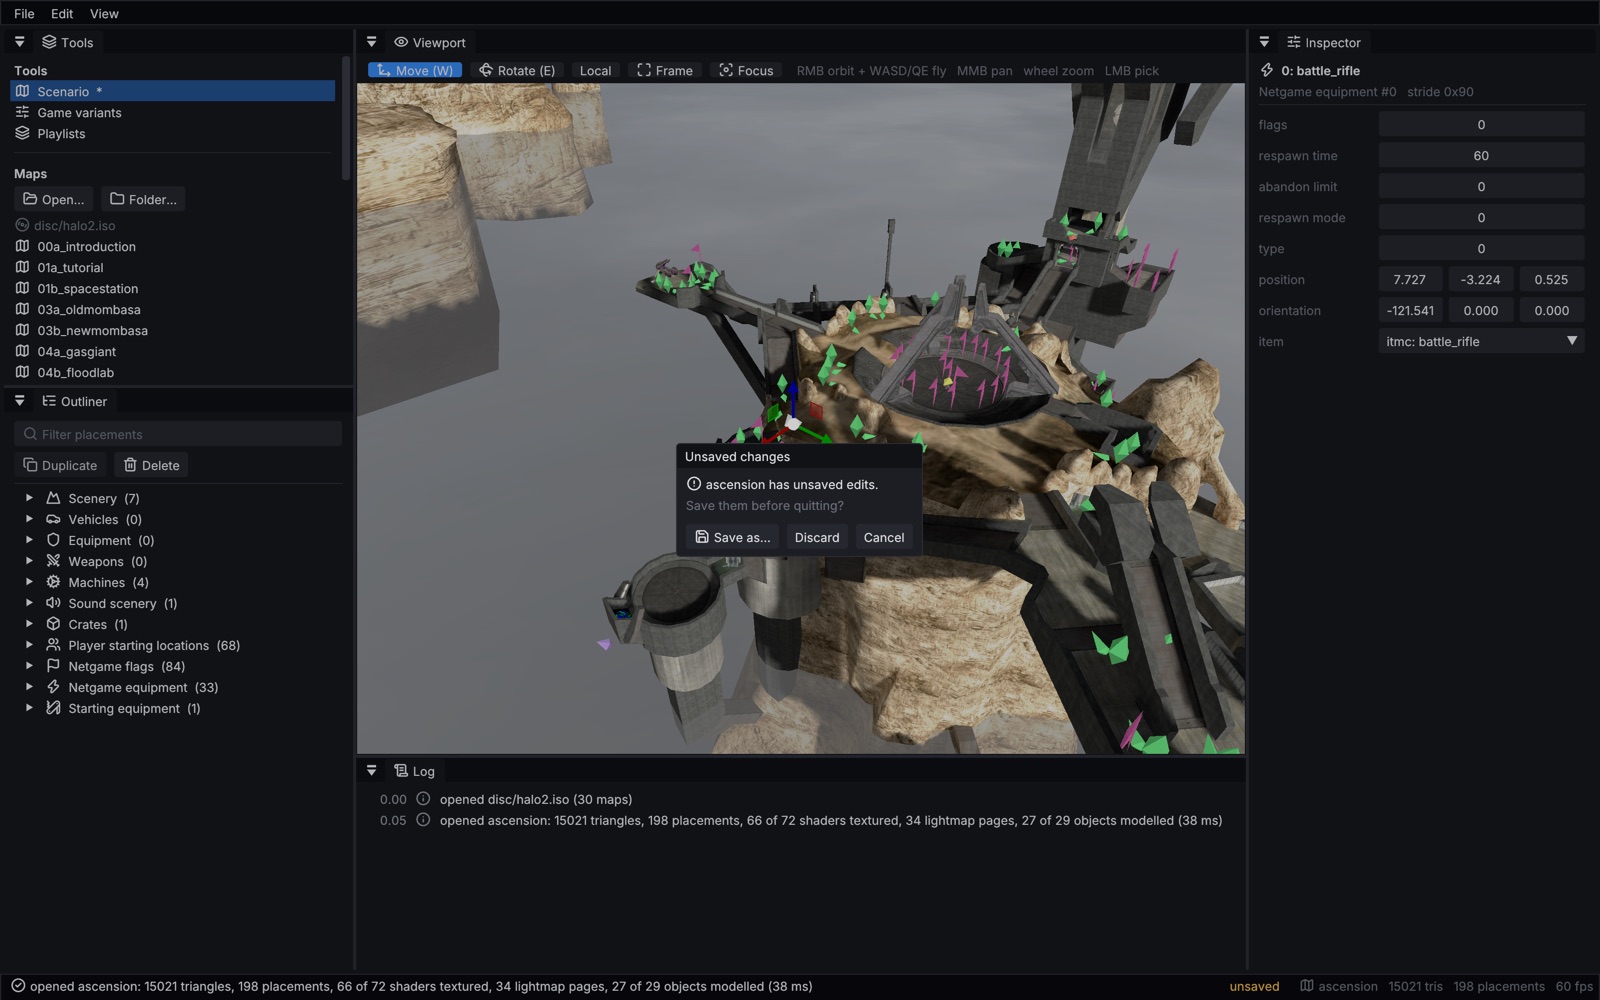 File Edit View
Tools
Tools
Scenario *
Game variants
Playlists
Maps
Open... Folder...
disc/halo2.iso
00a_introduction
01a_tutorial
01b_spacestation
03a_oldmombasa
03b_newmombasa
04a_gasgiant
04b_floodlab
Outliner
Filter placements
Duplicate Delete
Scenery (7)
Vehicles (0)
Equipment (0)
Weapons (0)
Machines (4)
Sound scenery (1)
Crates (1)
Player starting locations (68)
Netgame flags (84)
Netgame equipment (33)
Starting equipment (1)
Viewport
Move (W) Rotate (E) Local Frame Focus RMB orbit + WASD/QE fly MMB pan wheel zoom LMB pick
Unsaved changes
ascension has unsaved edits.
Save them before quitting?
Save as... Discard Cancel
Log
0.00 opened disc/halo2.iso (30 maps)
0.05 opened ascension: 15021 triangles, 198 placements, 66 of 72 shaders textured, 34 lightmap pages, 27 of 29 objects modelled (38 ms)
Inspector
0: battle_rifle
Netgame equipment #0 stride 0x90
flags 0
respawn time 60
abandon limit 0
respawn mode 0
type 0
position 7.727 -3.224 0.525
orientation -121.541 0.000 0.000
item itmc: battle_rifle
opened ascension: 15021 triangles, 198 placements, 66 of 72 shaders textured, 34 lightmap pages, 27 of 29 objects modelled (38 ms)
unsaved ascension 15021 tris 198 placements 60 fps